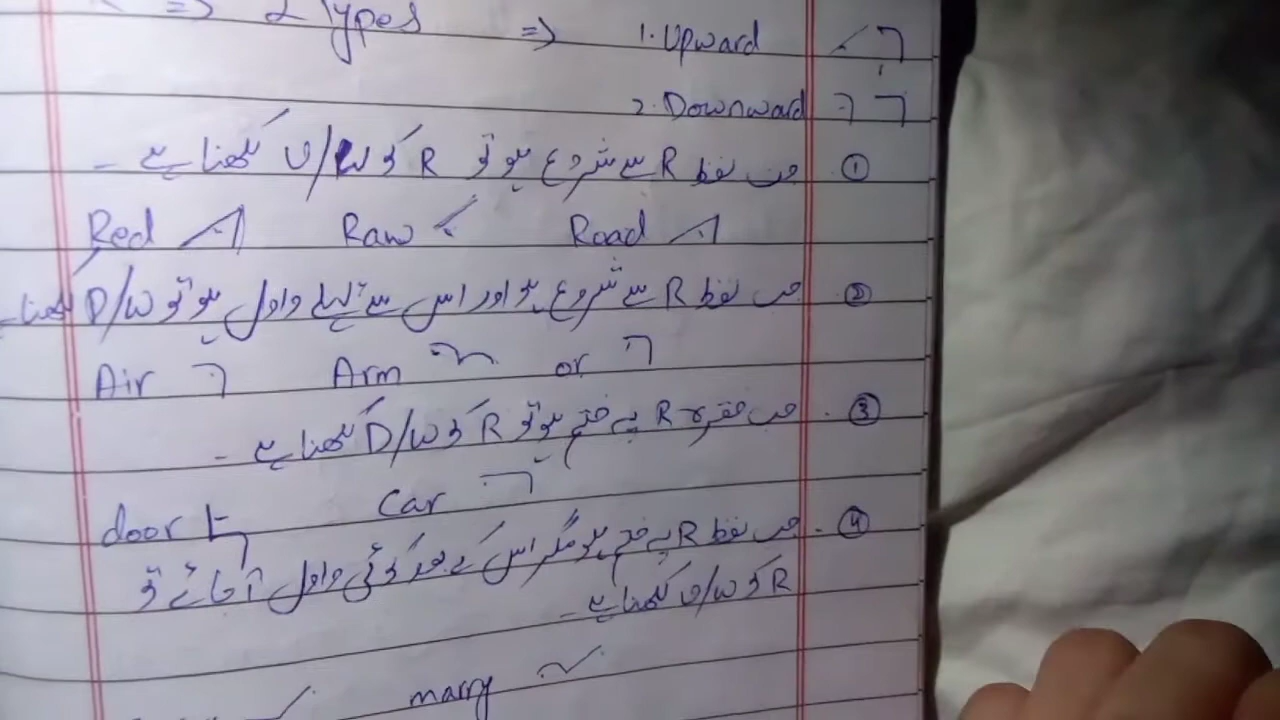 => 2 Types => 1. Upward
2. Downward
① جب لفظ R سے شروع ہو تو R کو U/W لکھنا ہے -
Red Raw Road
② جب لفظ R سے شروع ہو اور اس سے پہلے واول ہو تو D/W لکھنا ہے
Air Arm or
③ جب فقرہ R پے ختم ہو تو R کو D/W لکھنا ہے -
door Car
④ جب لفظ R پے ختم ہو مگر اس کے بعد کوئی واول آجائے تو
R کو U/W لکھنا ہے -
marry